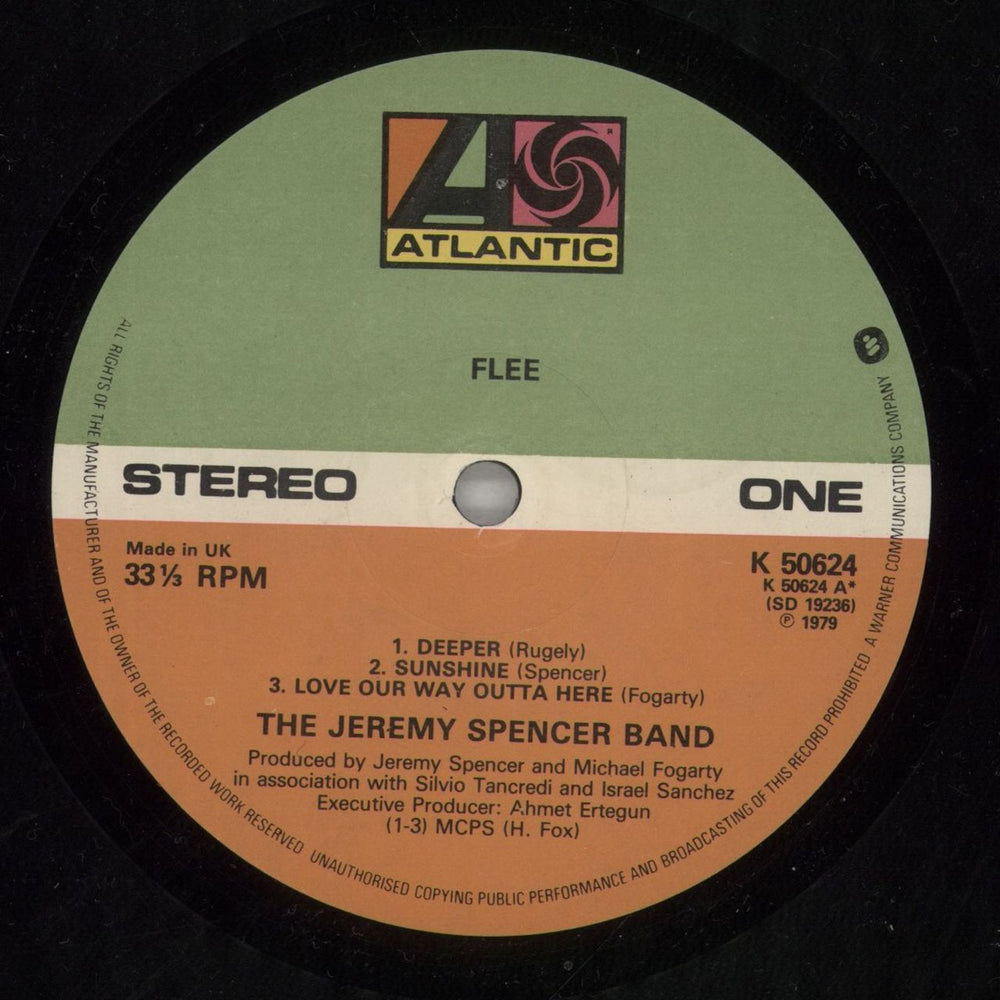 ATLANTIC
FLEE
STEREO
ONE
Made in UK
33⅓ RPM
K 50624
K 50624 A*
(SD 19236)
℗ 1979
1. DEEPER (Rugely)
2. SUNSHINE (Spencer)
3. LOVE OUR WAY OUTTA HERE (Fogarty)
THE JEREMY SPENCER BAND
Produced by Jeremy Spencer and Michael Fogarty
in association with Silvio Tancredi and Israel Sanchez
Executive Producer: Ahmet Ertegun
(1-3) MCPS (H. Fox)
ALL RIGHTS OF THE MANUFACTURER AND OF THE OWNER OF THE RECORDED WORK RESERVED UNAUTHORISED COPYING PUBLIC PERFORMANCE AND BROADCASTING OF THIS RECORD PROHIBITED A WARNER COMMUNICATIONS COMPANY